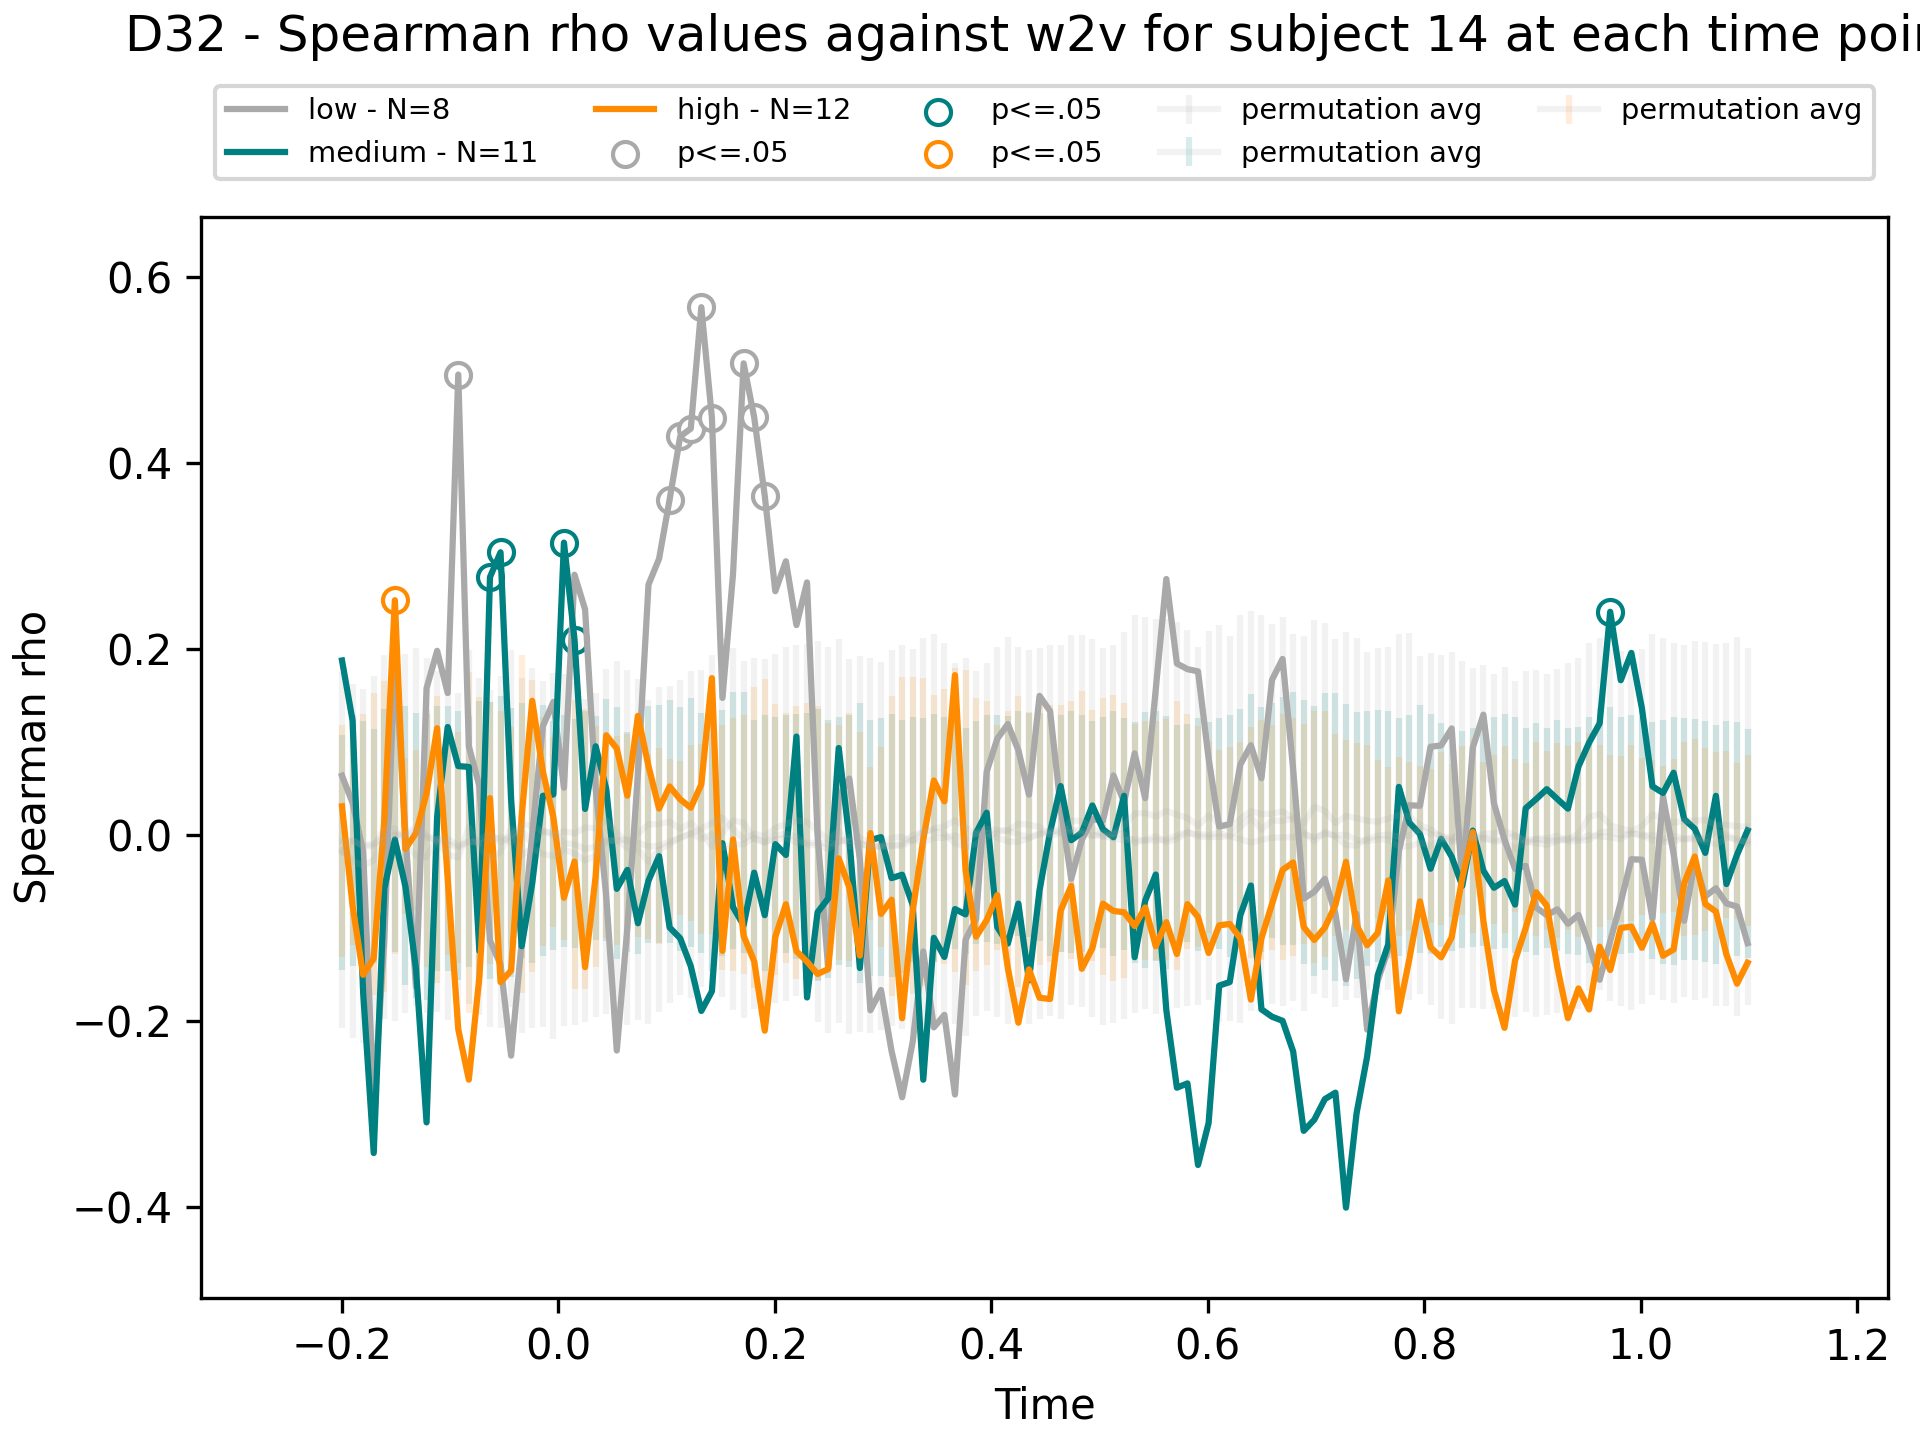 D32 - Spearman rho values against w2v for subject 14 at each time poi
low - N=8
medium - N=11
high - N=12
p<=.05
p<=.05
p<=.05
permutation avg
permutation avg
permutation avg
Spearman rho
0.6
0.4
0.2
0.0
−0.2
−0.4
−0.2 0.0 0.2 0.4 0.6 0.8 1.0 1.2
Time